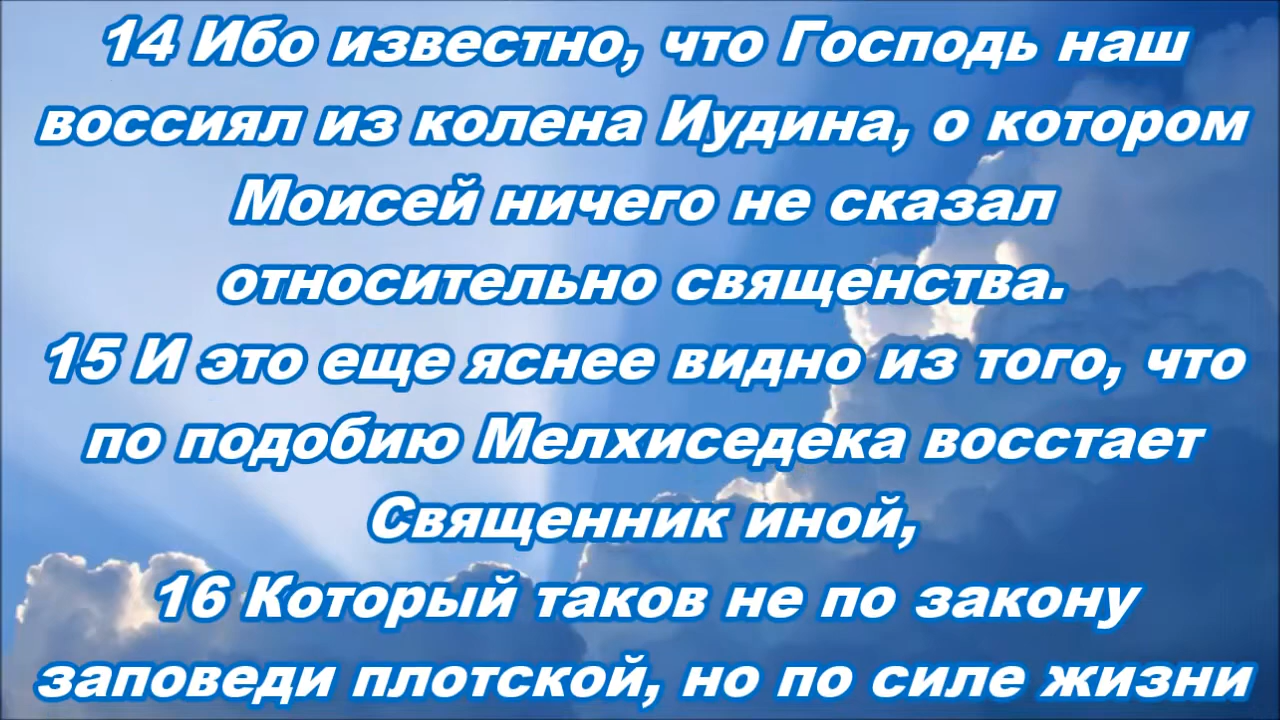 14 Ибо известно, что Господь наш
воссиял из колена Иудина, о котором
Моисей ничего не сказал
относительно священства.
15 И это еще яснее видно из того, что
по подобию Мелхиседека восстает
Священник иной,
16 Который таков не по закону
заповеди плотской, но по силе жизни